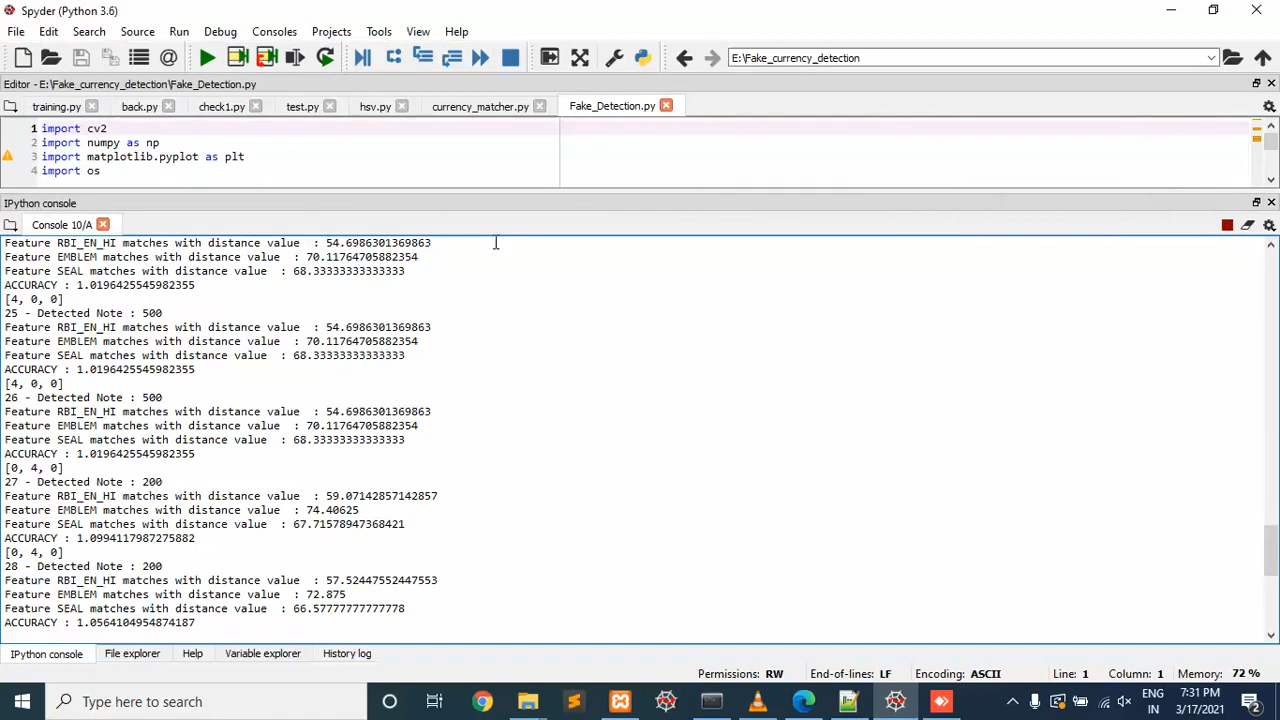 Spyder (Python 3.6)
File Edit Search Source Run Debug Consoles Projects Tools View Help
E:\Fake_currency_detection
Editor - E:\Fake_currency_detection\Fake_Detection.py
training.py back.py check1.py test.py hsv.py currency_matcher.py Fake_Detection.py
1 import cv2
2 import numpy as np
3 import matplotlib.pyplot as plt
4 import os
IPython console
Console 10/A
Feature RBI_EN_HI matches with distance value : 54.6986301369863
Feature EMBLEM matches with distance value : 70.11764705882354
Feature SEAL matches with distance value : 68.33333333333333
ACCURACY : 1.0196425545982355
[4, 0, 0]
25 - Detected Note : 500
Feature RBI_EN_HI matches with distance value : 54.6986301369863
Feature EMBLEM matches with distance value : 70.11764705882354
Feature SEAL matches with distance value : 68.33333333333333
ACCURACY : 1.0196425545982355
[4, 0, 0]
26 - Detected Note : 500
Feature RBI_EN_HI matches with distance value : 54.6986301369863
Feature EMBLEM matches with distance value : 70.11764705882354
Feature SEAL matches with distance value : 68.33333333333333
ACCURACY : 1.0196425545982355
[0, 4, 0]
27 - Detected Note : 200
Feature RBI_EN_HI matches with distance value : 59.07142857142857
Feature EMBLEM matches with distance value : 74.40625
Feature SEAL matches with distance value : 67.71578947368421
ACCURACY : 1.0994117987275882
[0, 4, 0]
28 - Detected Note : 200
Feature RBI_EN_HI matches with distance value : 57.52447552447553
Feature EMBLEM matches with distance value : 72.875
Feature SEAL matches with distance value : 66.57777777777778
ACCURACY : 1.0564104954874187
IPython console File explorer Help Variable explorer History log
Permissions: RW End-of-lines: LF Encoding: ASCII Line: 1 Column: 1 Memory: 72 %
Type here to search
ENG 7:31 PM
IN 3/17/2021 2